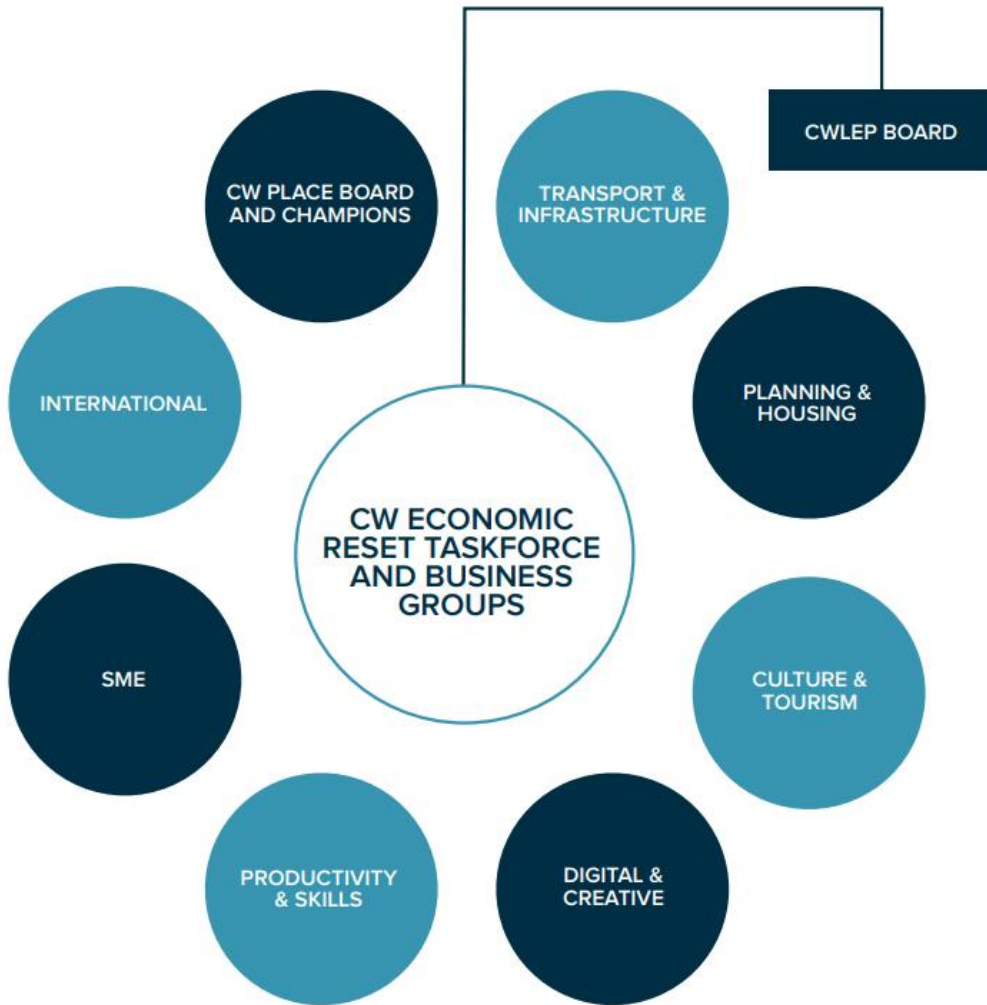 CWLEP BOARD
CW PLACE BOARD
AND CHAMPIONS
TRANSPORT &
INFRASTRUCTURE
INTERNATIONAL
PLANNING &
HOUSING
CW ECONOMIC
RESET TASKFORCE
AND BUSINESS
GROUPS
SME
CULTURE &
TOURISM
PRODUCTIVITY
& SKILLS
DIGITAL &
CREATIVE